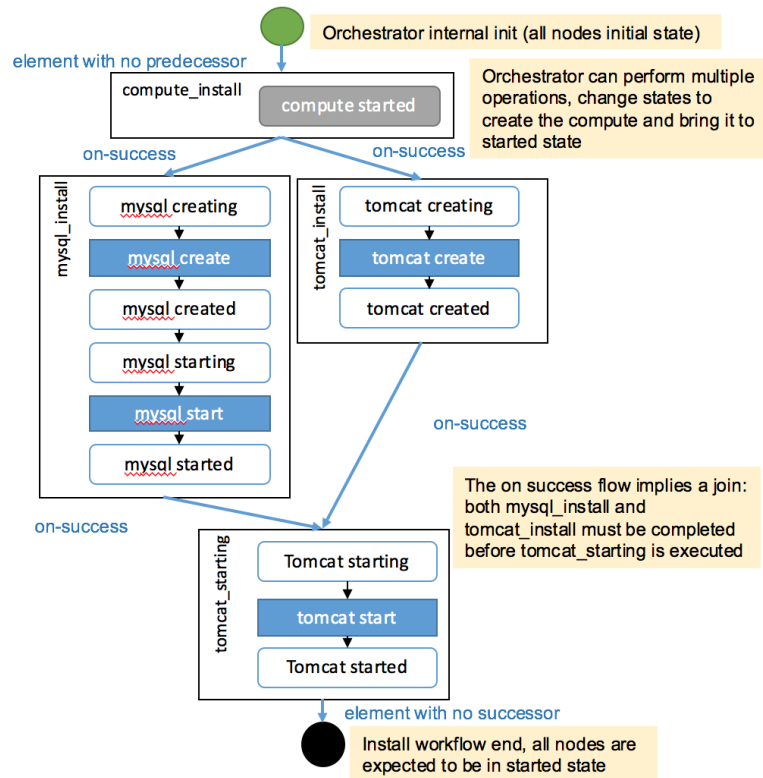 Orchestrator internal init (all nodes initial state)
element with no predecessor
compute_install
compute started
Orchestrator can perform multiple
operations, change states to
create the compute and bring it to
started state
on-success
on-success
mysql_install
mysql creating
mysql create
mysql created
mysql starting
mysql start
mysql started
tomcat_install
tomcat creating
tomcat create
tomcat created
on-success
on-success
The on success flow implies a join:
both mysql_install and
tomcat_install must be completed
before tomcat_starting is executed
tomcat_starting
Tomcat starting
tomcat start
Tomcat started
element with no successor
Install workflow end, all nodes are
expected to be in started state